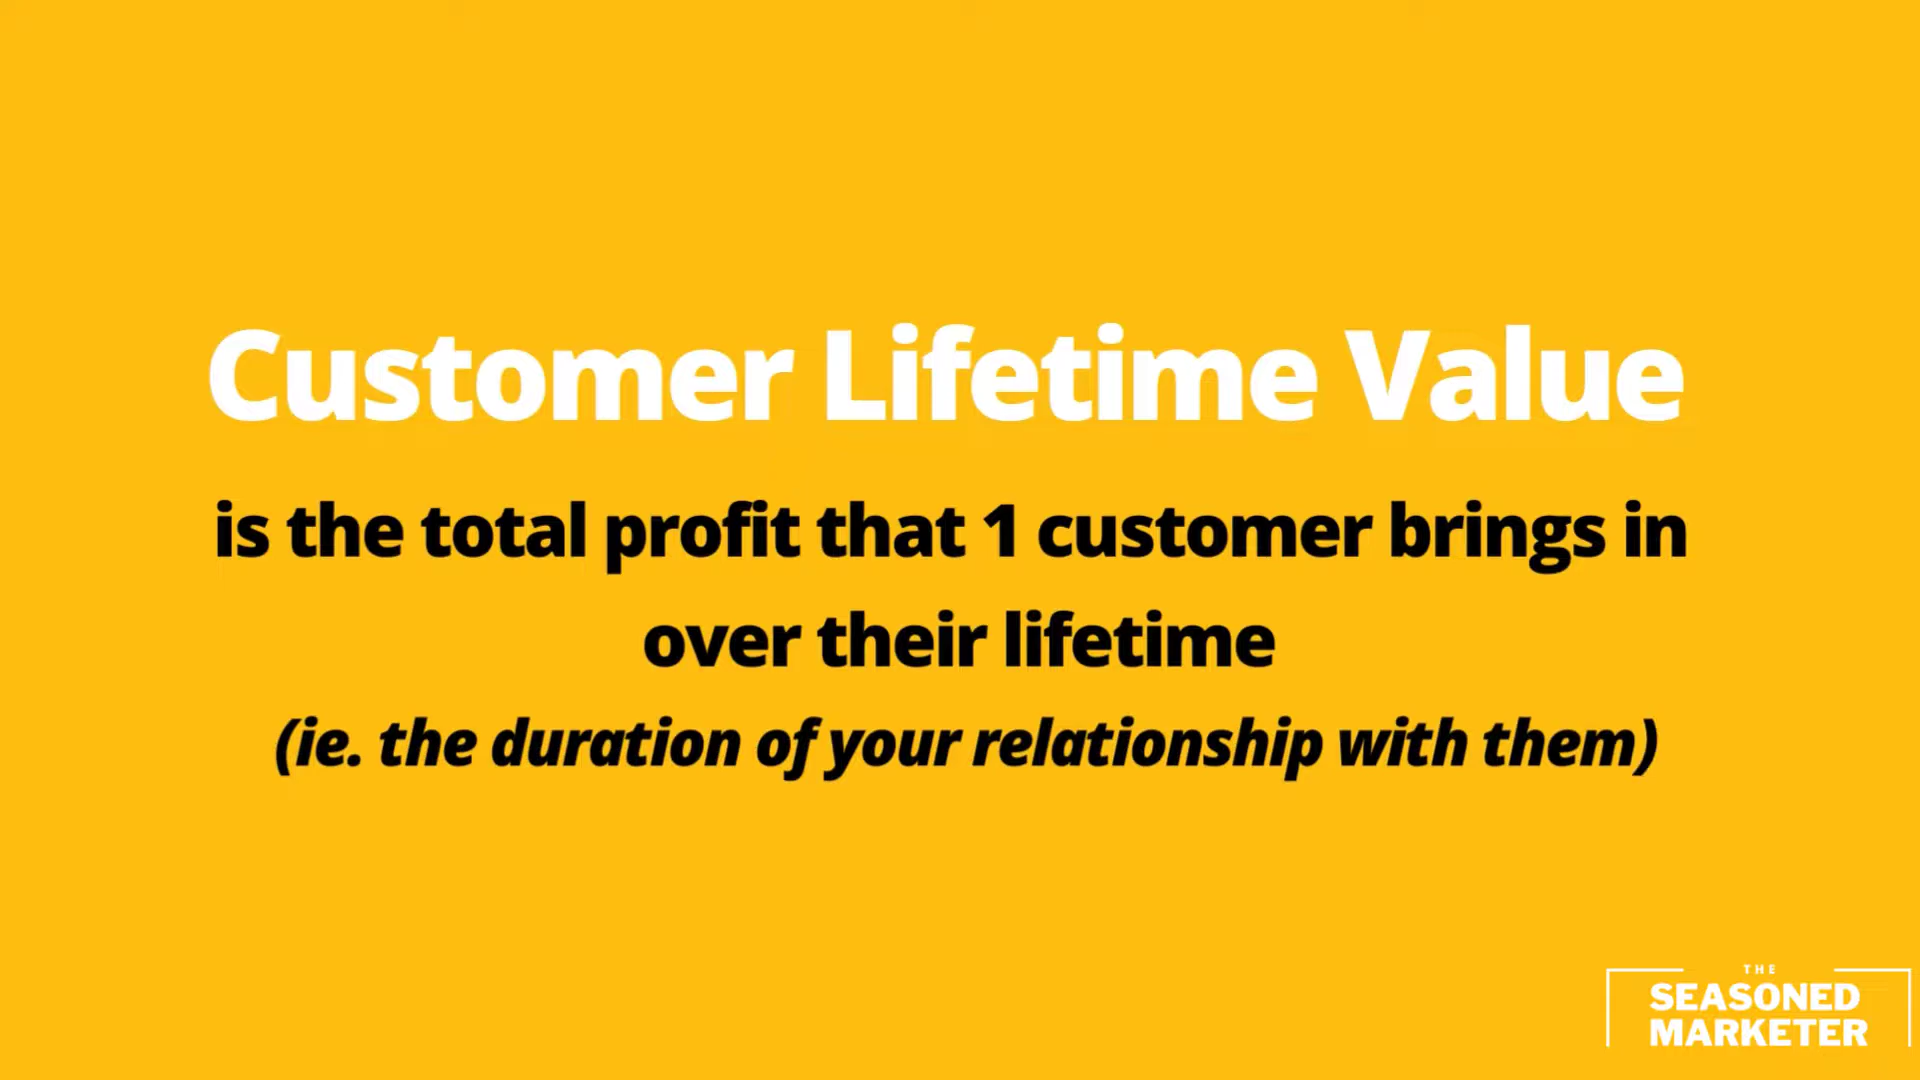 Customer Lifetime Value
is the total profit that 1 customer brings in
over their lifetime
(ie. the duration of your relationship with them)
THE
SEASONED
MARKETER